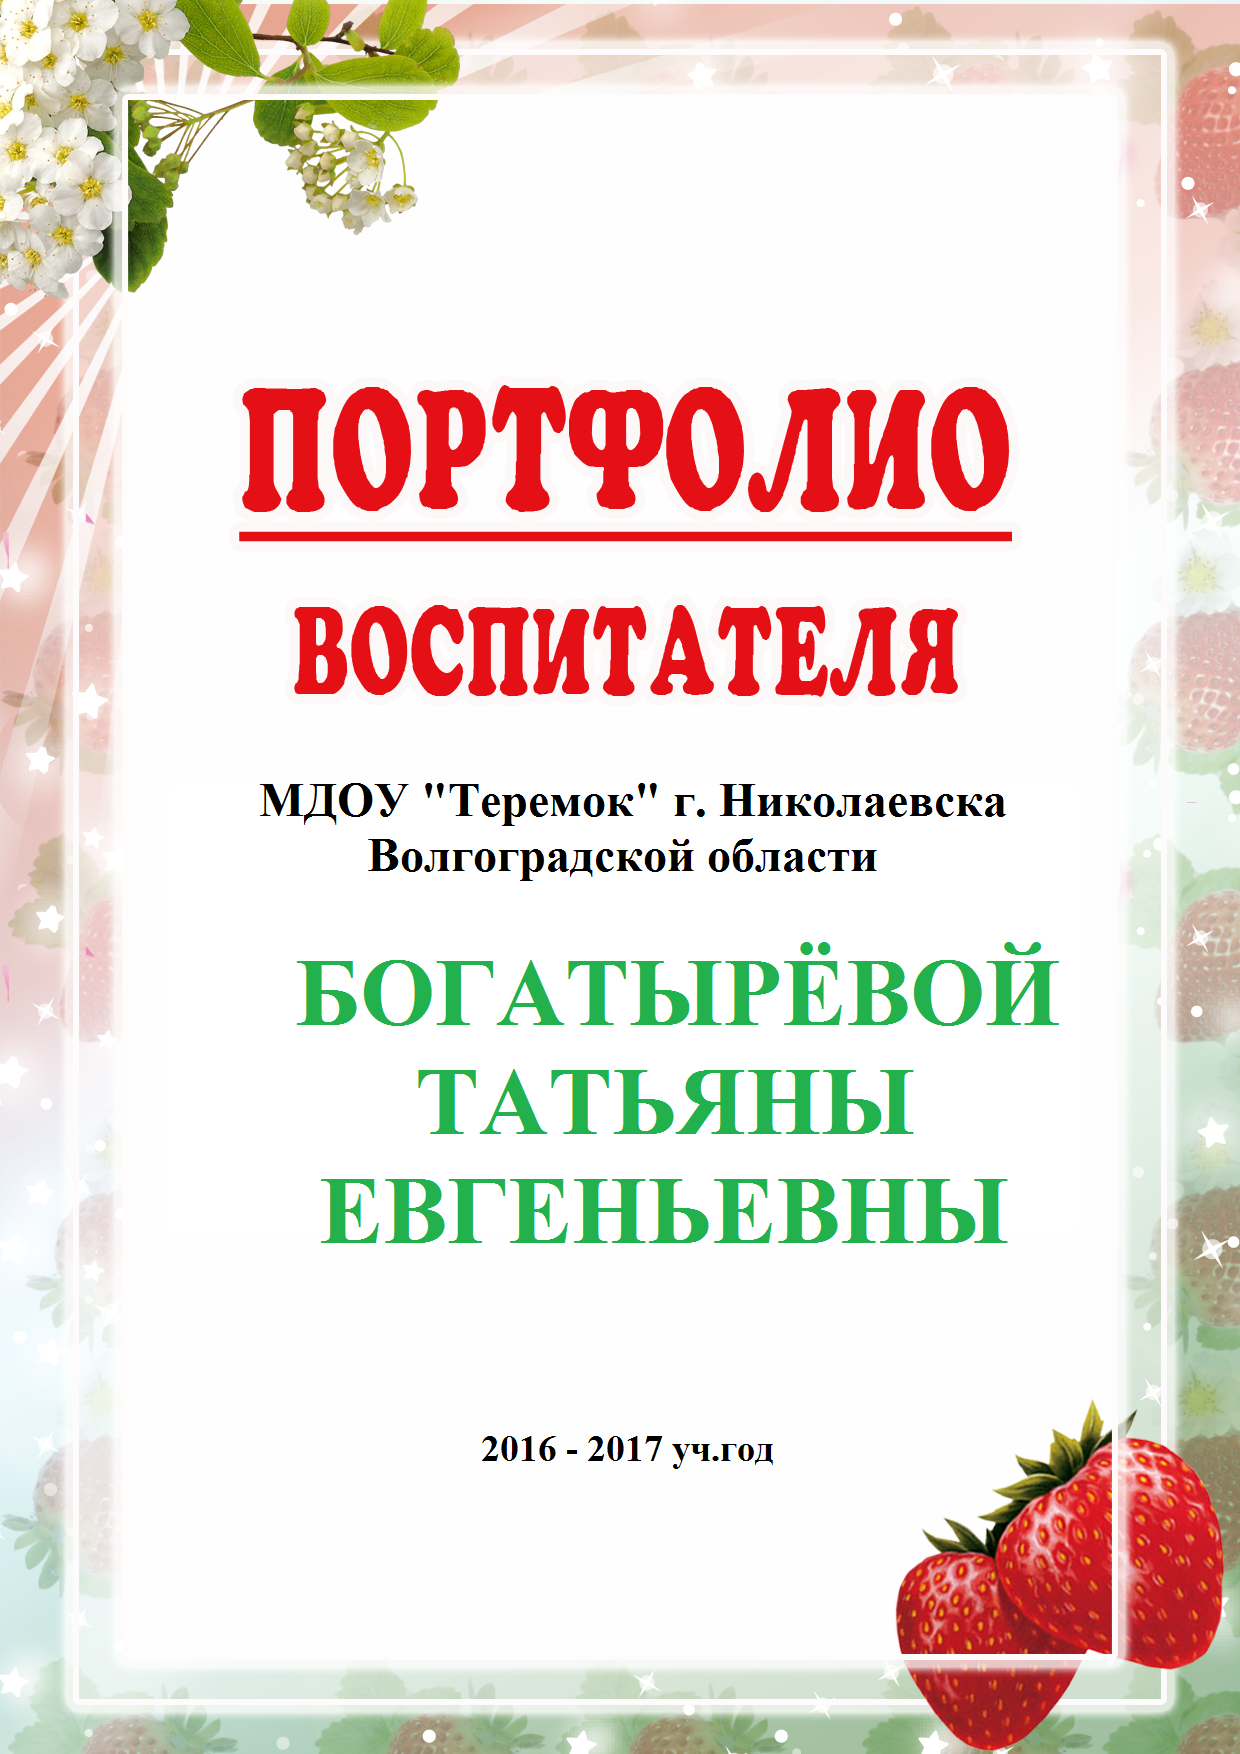 ПОРТФОЛИО
ВОСПИТАТЕЛЯ
МДОУ "Теремок" г. Николаевска
Волгоградской области
БОГАТЫРЁВОЙ
ТАТЬЯНЫ
ЕВГЕНЬЕВНЫ
2016 - 2017 уч.год